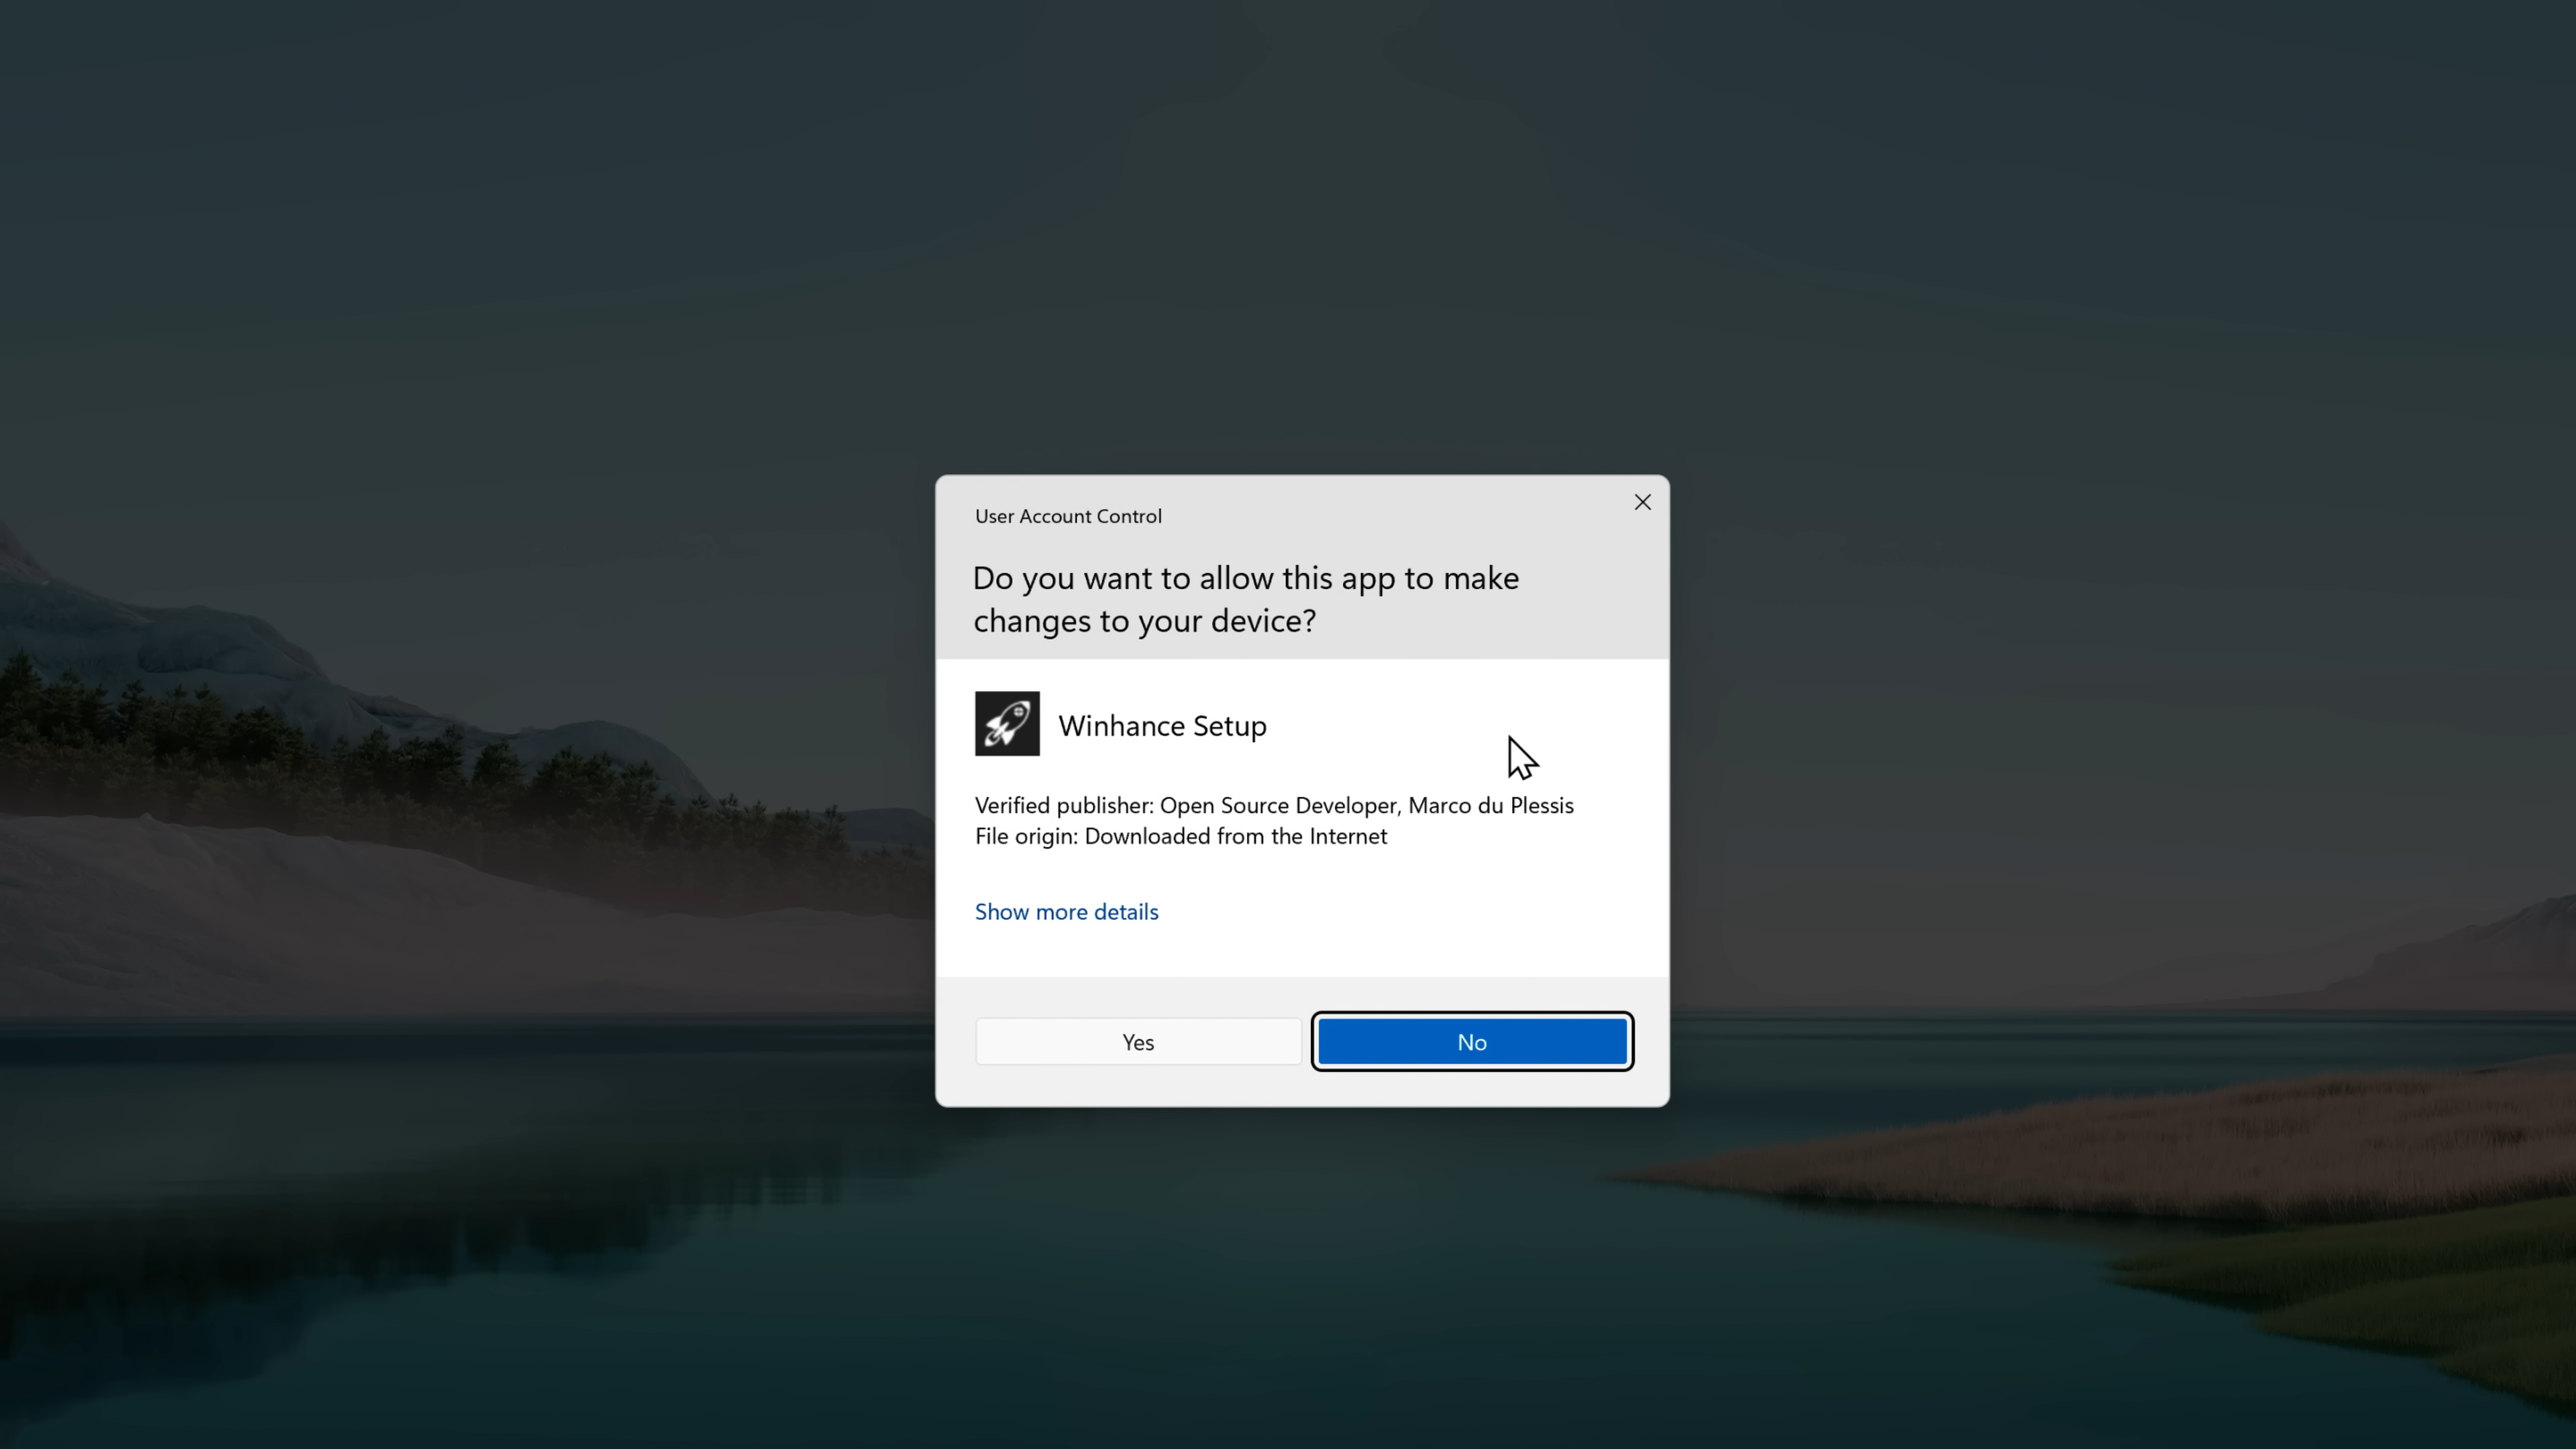 User Account Control
Do you want to allow this app to make
changes to your device?
Winhance Setup
Verified publisher: Open Source Developer, Marco du Plessis
File origin: Downloaded from the Internet
Show more details
Yes
No